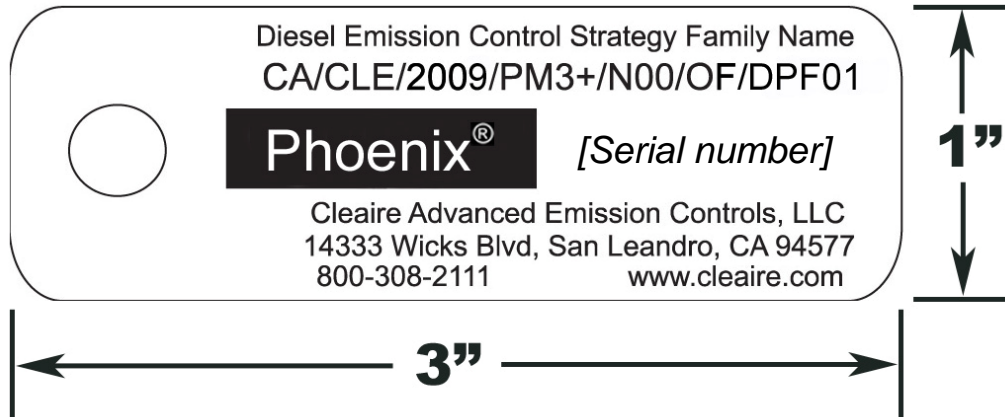 Diesel Emission Control Strategy Family Name
CA/CLE/2009/PM3+/N00/OF/DPF01
Phoenix® [Serial number]
Cleaire Advanced Emission Controls, LLC
14333 Wicks Blvd, San Leandro, CA 94577
800-308-2111 www.cleaire.com
1”
3”